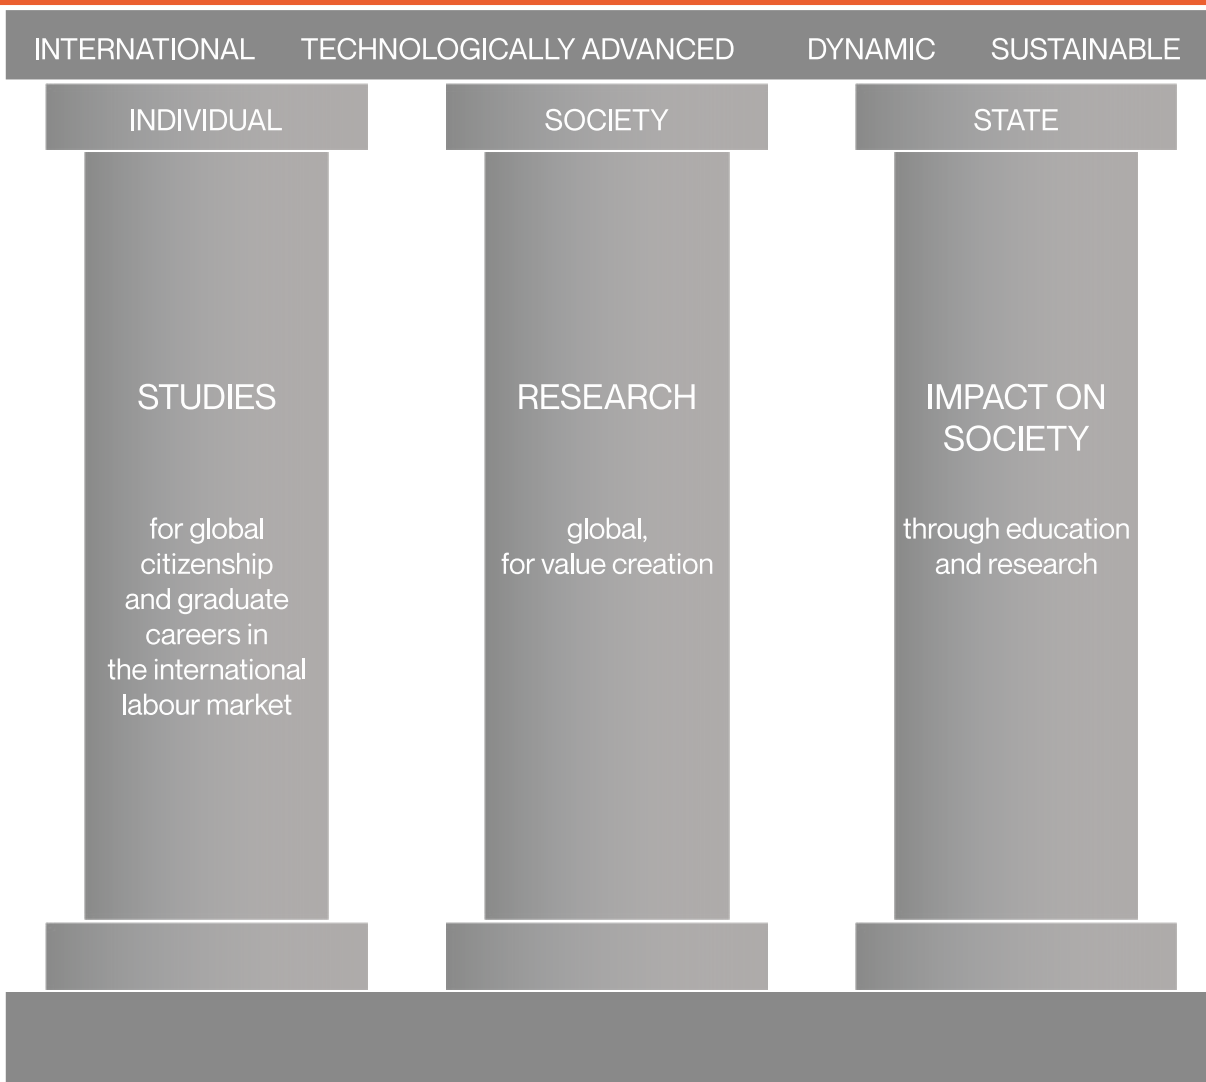 INTERNATIONAL TECHNOLOGICALLY ADVANCED DYNAMIC SUSTAINABLE
INDIVIDUAL
STUDIES
for global
citizenship
and graduate
careers in
the international
labour market
SOCIETY
RESEARCH
global,
for value creation
STATE
IMPACT ON
SOCIETY
through education
and research